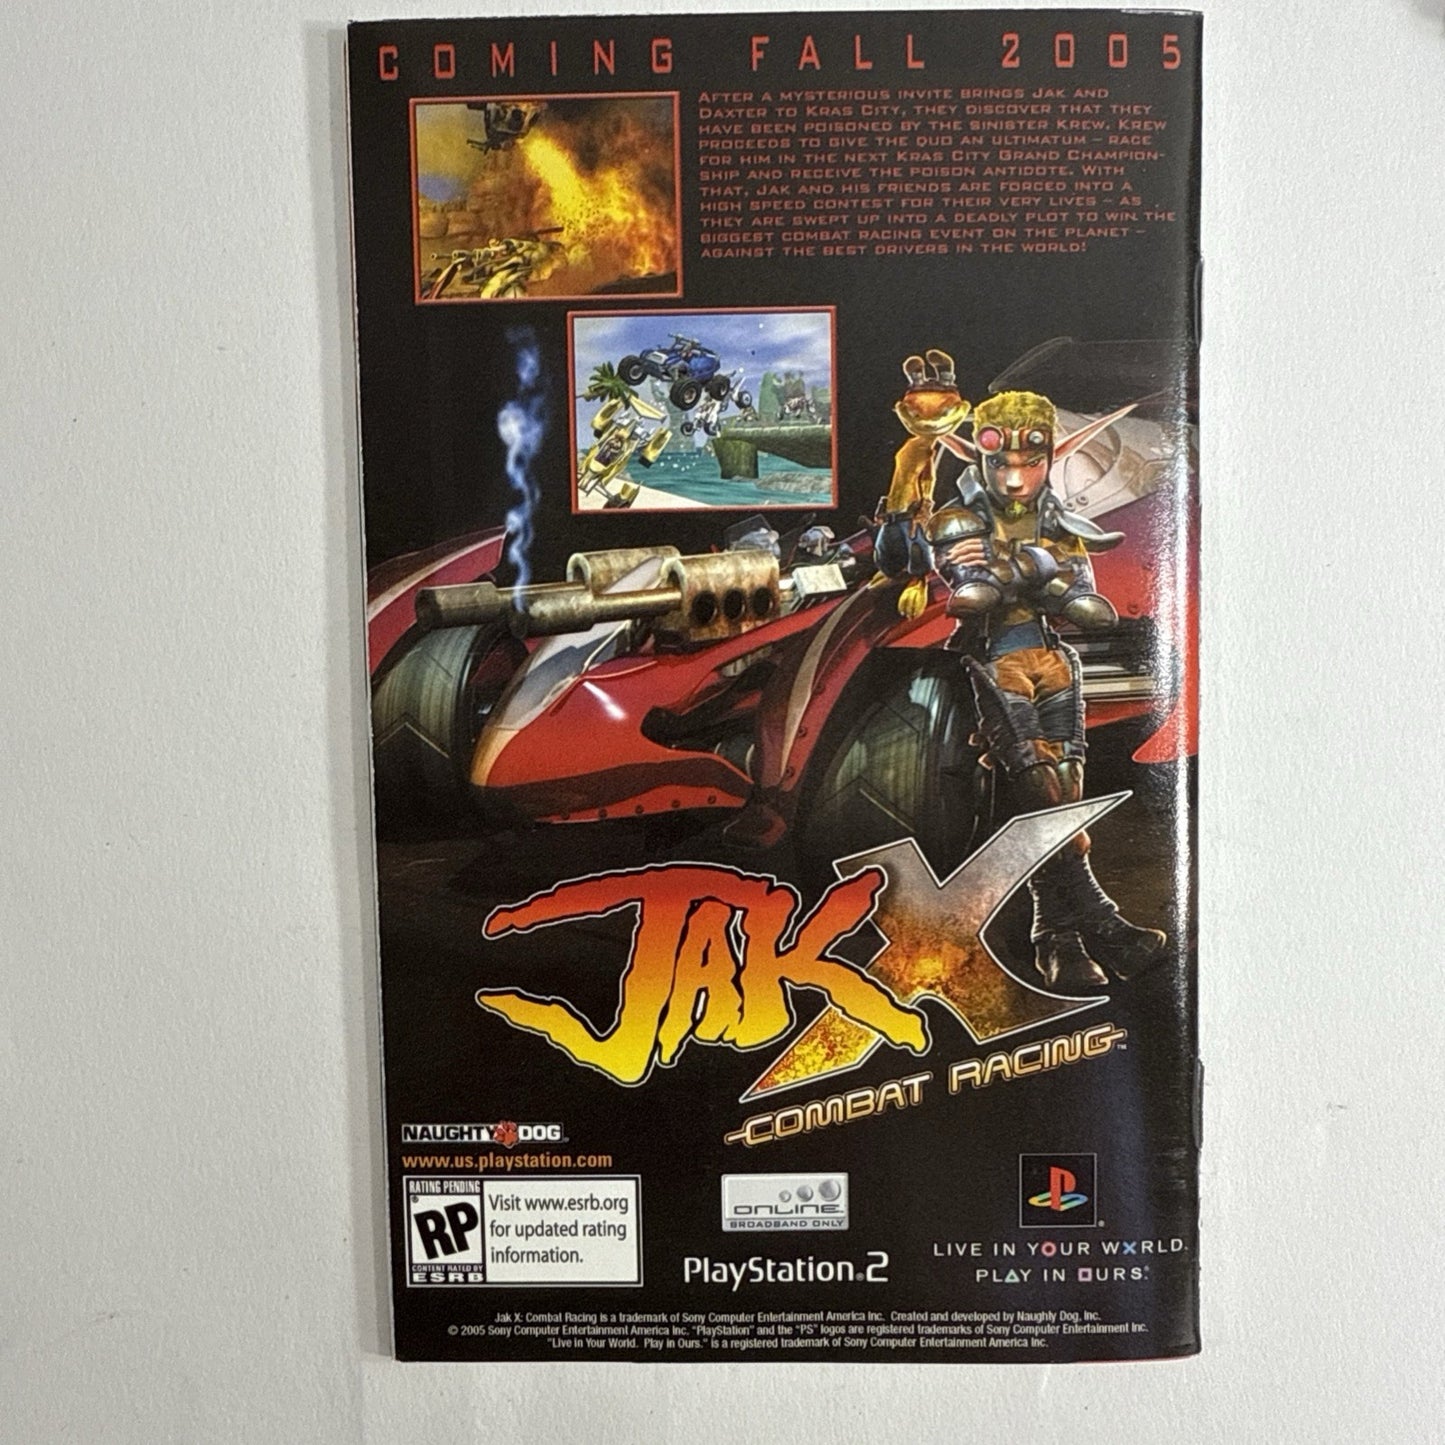 COMING FALL 2005
AFTER A MYSTERIOUS INVITE BRINGS JAK AND
DAXTER TO KRAS CITY, THEY DISCOVER THAT THEY
HAVE BEEN POISONED BY THE SINISTER KREW. KREW
PROCEEDS TO GIVE THE DUO AN ULTIMATUM – RACE
FOR HIM IN THE NEXT KRAS CITY GRAND CHAMPION-
SHIP AND RECEIVE THE POISON ANTIDOTE. WITH
THAT, JAK AND HIS FRIENDS ARE FORCED INTO A
HIGH SPEED CONTEST FOR THEIR VERY LIVES – AS
THEY ARE SWEPT UP INTO A DEADLY PLOT TO WIN THE
BIGGEST COMBAT RACING EVENT ON THE PLANET –
AGAINST THE BEST DRIVERS IN THE WORLD!
JAK X
COMBAT RACING™
NAUGHTY DOG
www.us.playstation.com
RATING PENDING
RP
CONTENT RATED BY
ESRB
Visit www.esrb.org
for updated rating
information.
ONLINE
BROADBAND ONLY
PlayStation®2
P
LIVE IN YOUR WXRLD.
PLAY IN OURS.®
Jak X: Combat Racing is a trademark of Sony Computer Entertainment America Inc. Created and developed by Naughty Dog, Inc.
© 2005 Sony Computer Entertainment America Inc. "PlayStation" and the "PS" logos are registered trademarks of Sony Computer Entertainment Inc.
"Live in Your World. Play in Ours." is a registered trademark of Sony Computer Entertainment America Inc.